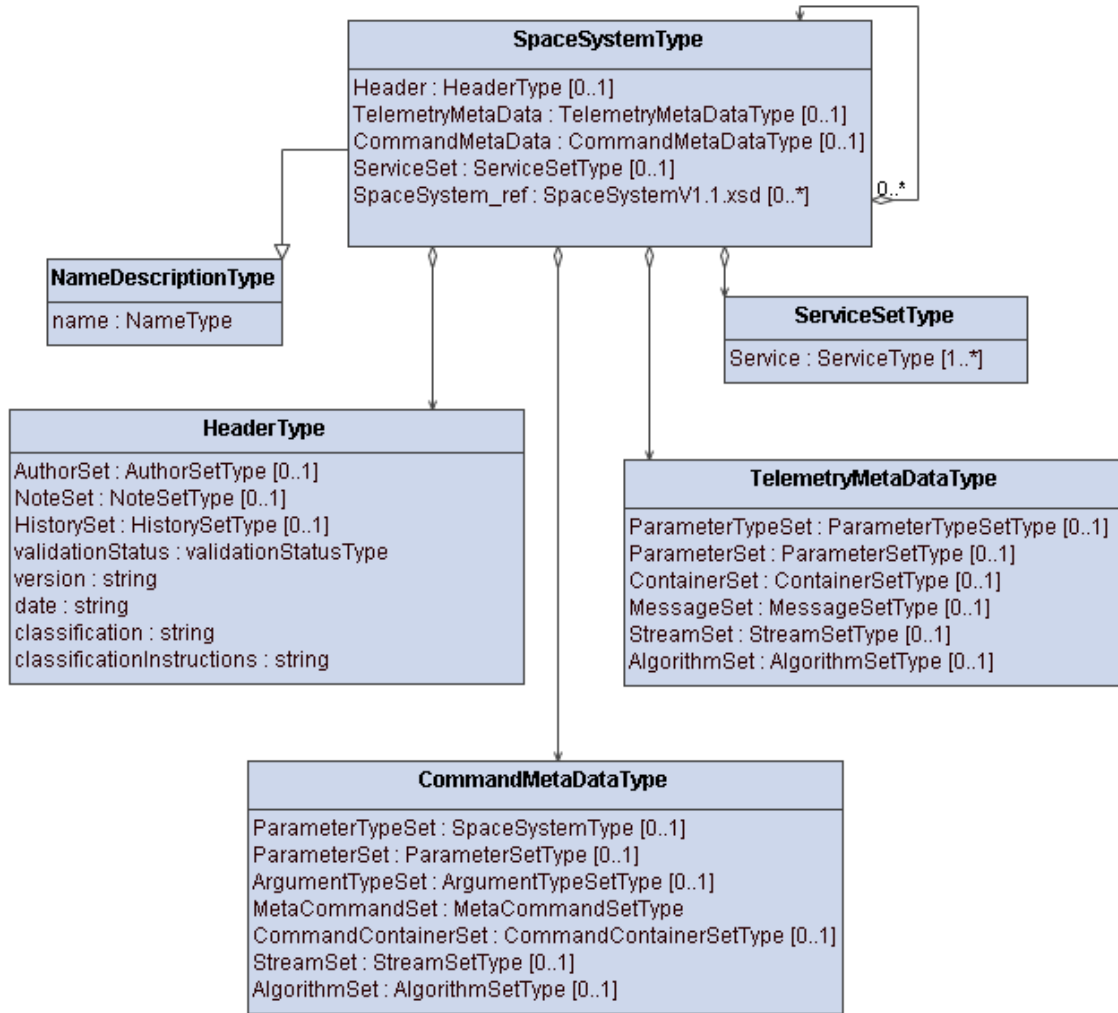 SpaceSystemType
Header : HeaderType [0..1]
TelemetryMetaData : TelemetryMetaDataType [0..1]
CommandMetaData : CommandMetaDataType [0..1]
ServiceSet : ServiceSetType [0..1]
SpaceSystem_ref : SpaceSystemV1.1.xsd [0..*]
0..*
NameDescriptionType
name : NameType
ServiceSetType
Service : ServiceType [1..*]
HeaderType
AuthorSet : AuthorSetType [0..1]
NoteSet : NoteSetType [0..1]
HistorySet : HistorySetType [0..1]
validationStatus : validationStatusType
version : string
date : string
classification : string
classificationInstructions : string
TelemetryMetaDataType
ParameterTypeSet : ParameterTypeSetType [0..1]
ParameterSet : ParameterSetType [0..1]
ContainerSet : ContainerSetType [0..1]
MessageSet : MessageSetType [0..1]
StreamSet : StreamSetType [0..1]
AlgorithmSet : AlgorithmSetType [0..1]
CommandMetaDataType
ParameterTypeSet : SpaceSystemType [0..1]
ParameterSet : ParameterSetType [0..1]
ArgumentTypeSet : ArgumentTypeSetType [0..1]
MetaCommandSet : MetaCommandSetType
CommandContainerSet : CommandContainerSetType [0..1]
StreamSet : StreamSetType [0..1]
AlgorithmSet : AlgorithmSetType [0..1]